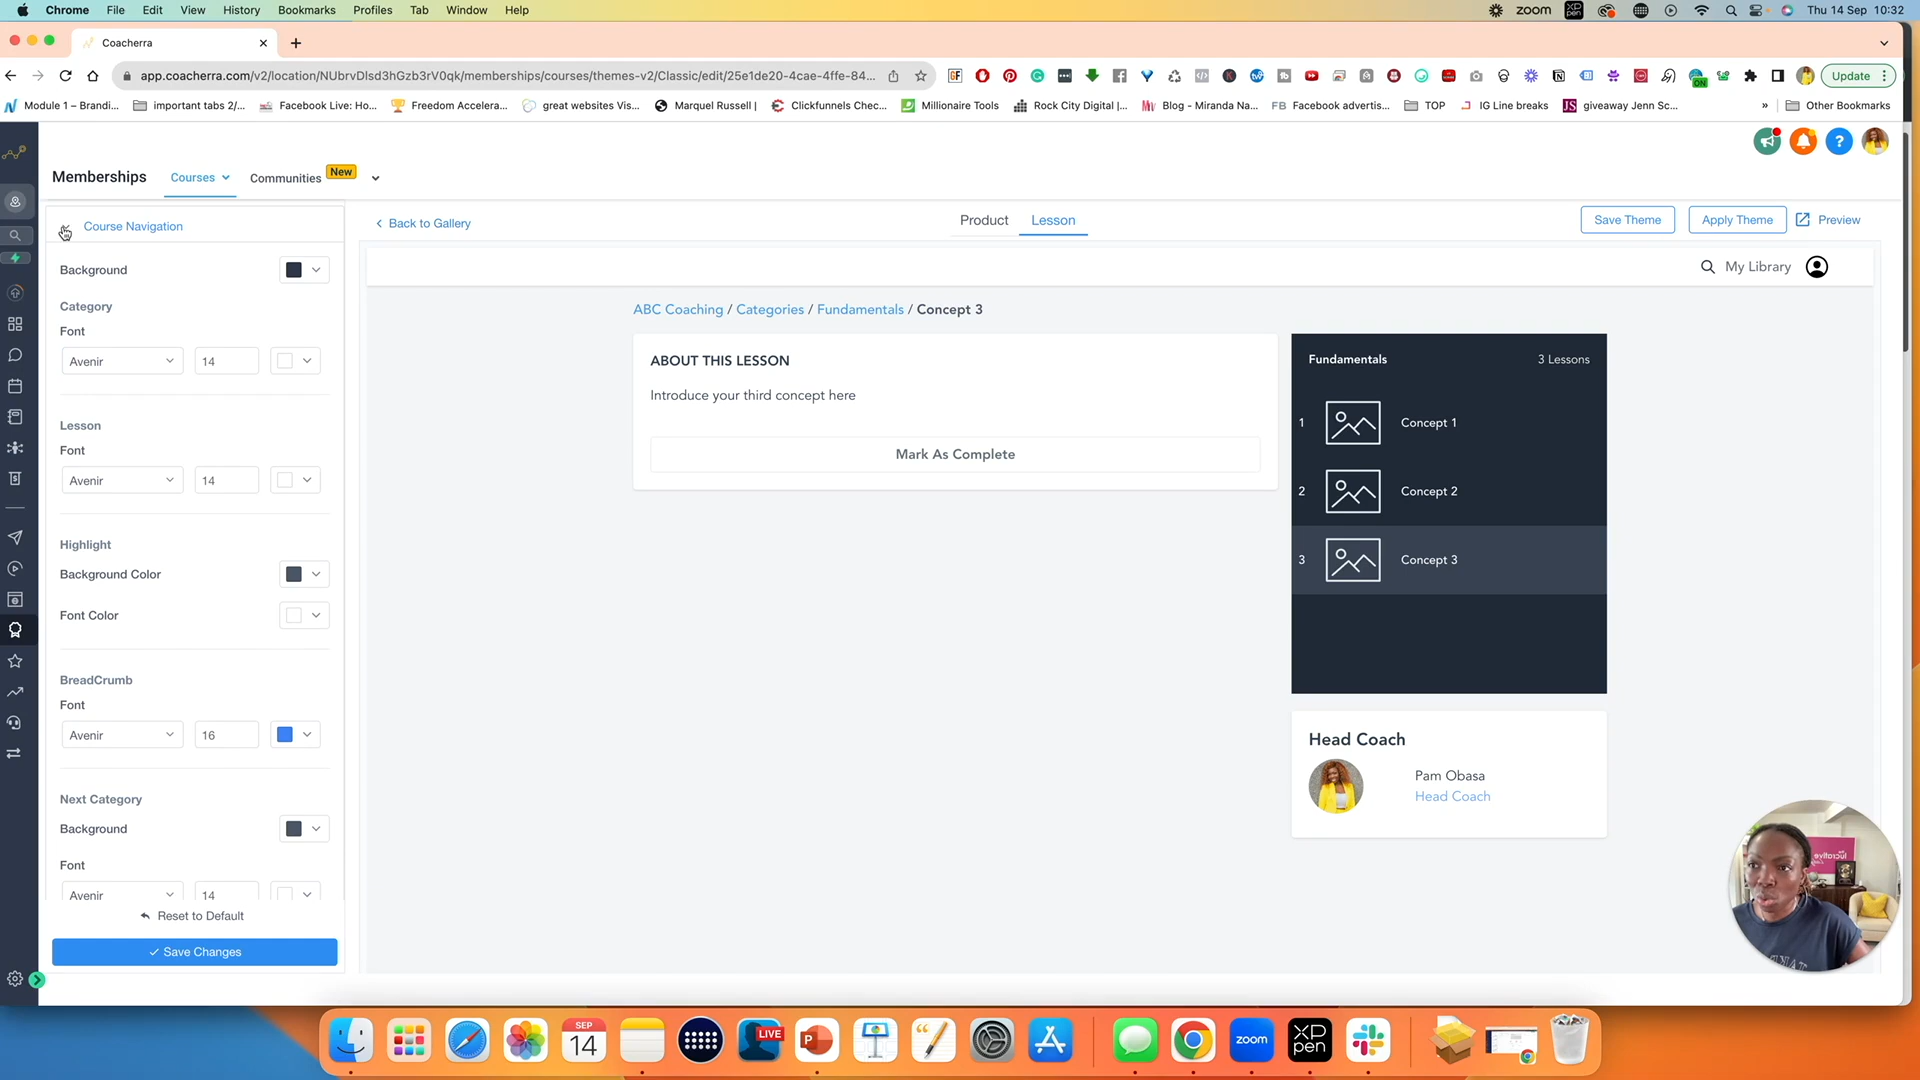 Chrome File Edit View History Bookmarks Profiles Tab Window Help zoom XP pen Thu 14 Sep 10:32
Coacherra
app.coacherra.com/v2/location/NUbrvDlsd3hGzb3rV0qk/memberships/courses/themes-v2/Classic/edit/25e1de20-4cae-4ffe-84... GF ON Update
Module 1 – Brandi... important tabs 2/... Facebook Live: Ho... Freedom Accelera... great websites Vis... Marquel Russell | Clickfunnels Chec... Millionaire Tools Rock City Digital |... Blog - Miranda Na... FB Facebook advertis... TOP IG Line breaks JS giveaway Jenn Sc... » Other Bookmarks
Memberships Courses Communities New
Course Navigation
Back to Gallery Product Lesson Save Theme Apply Theme Preview
My Library
Background
Category
Font
Avenir 14
Lesson
Font
Avenir 14
Highlight
Background Color
Font Color
BreadCrumb
Font
Avenir 16
Next Category
Background
Font
Avenir 14
Reset to Default
Save Changes
ABC Coaching / Categories / Fundamentals / Concept 3
ABOUT THIS LESSON
Introduce your third concept here
Mark As Complete
Fundamentals 3 Lessons
1 Concept 1
2 Concept 2
3 Concept 3
Head Coach
Pam Obasa
Head Coach
SEP
14
LIVE
P
zoom
XP
pen